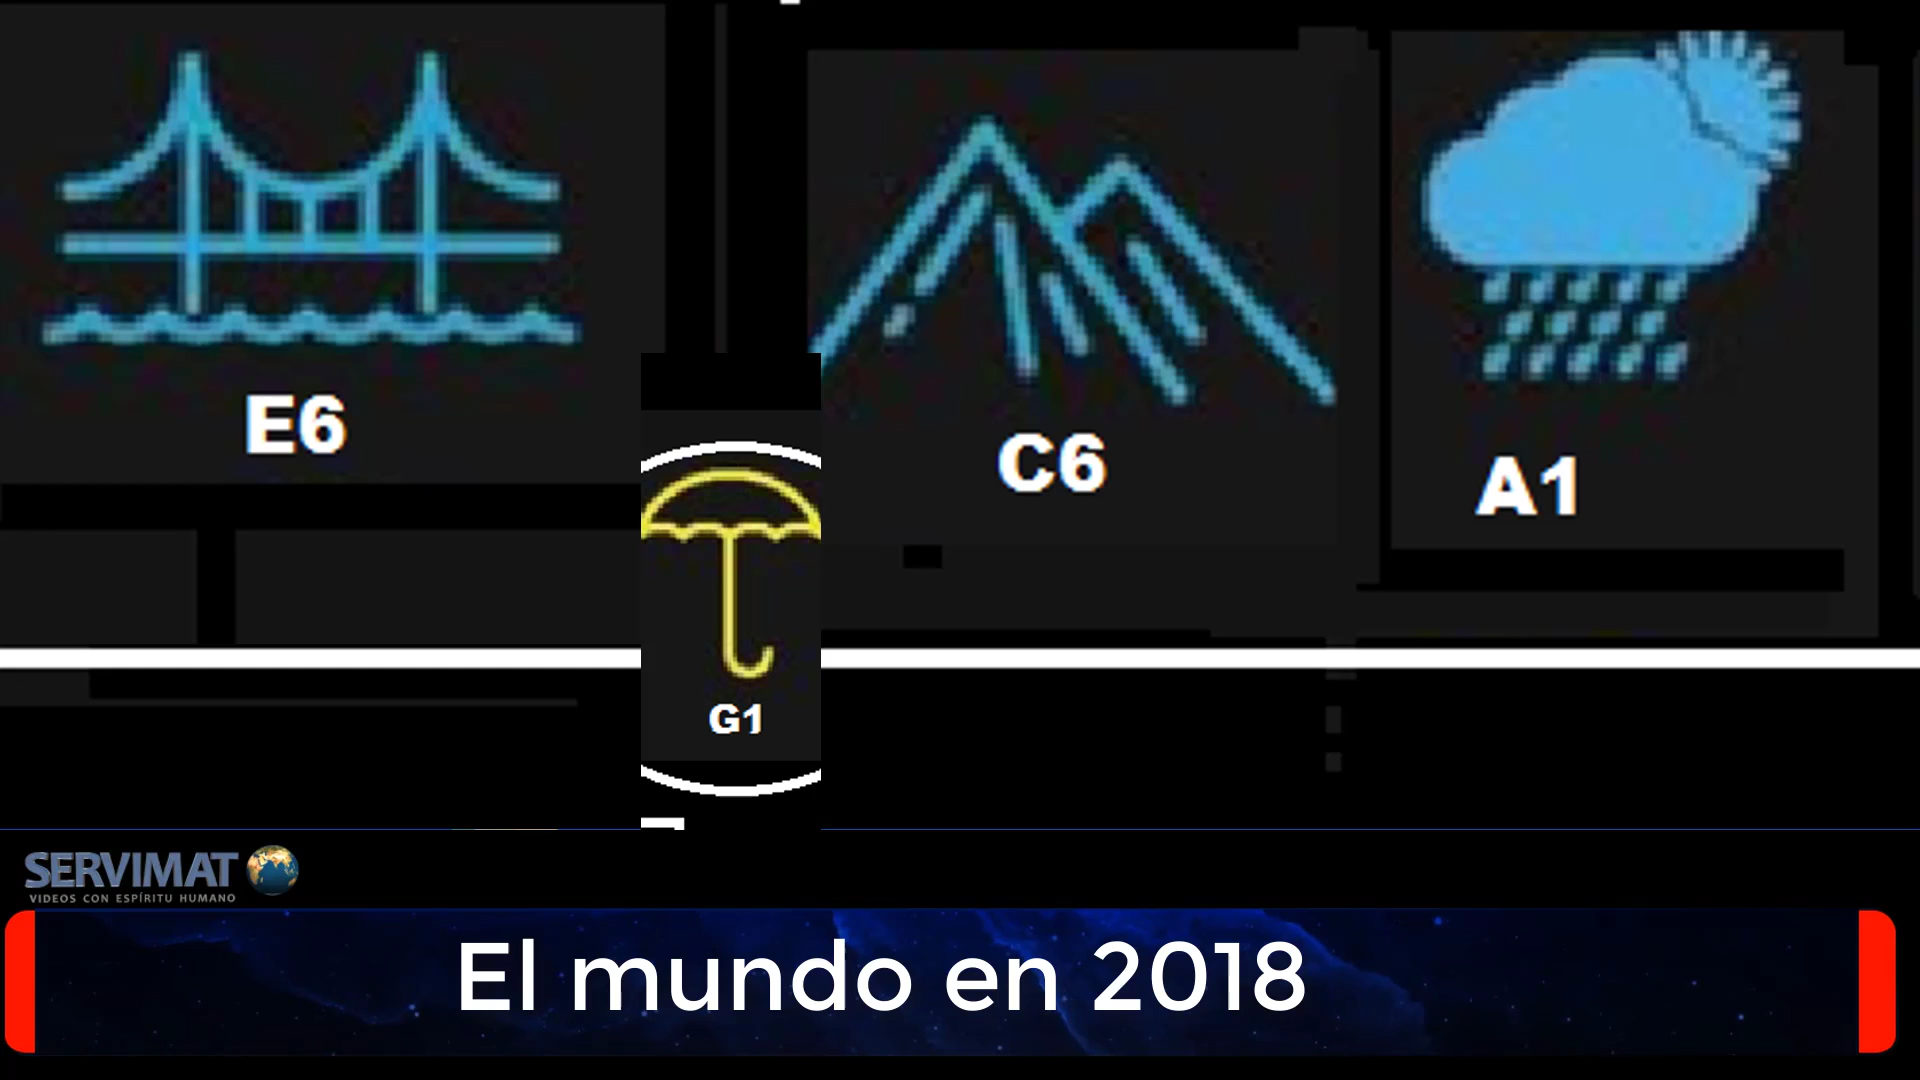 E6
C6
A1
G1
SERVIMAT
VIDEOS CON ESPÍRITU HUMANO
El mundo en 2018